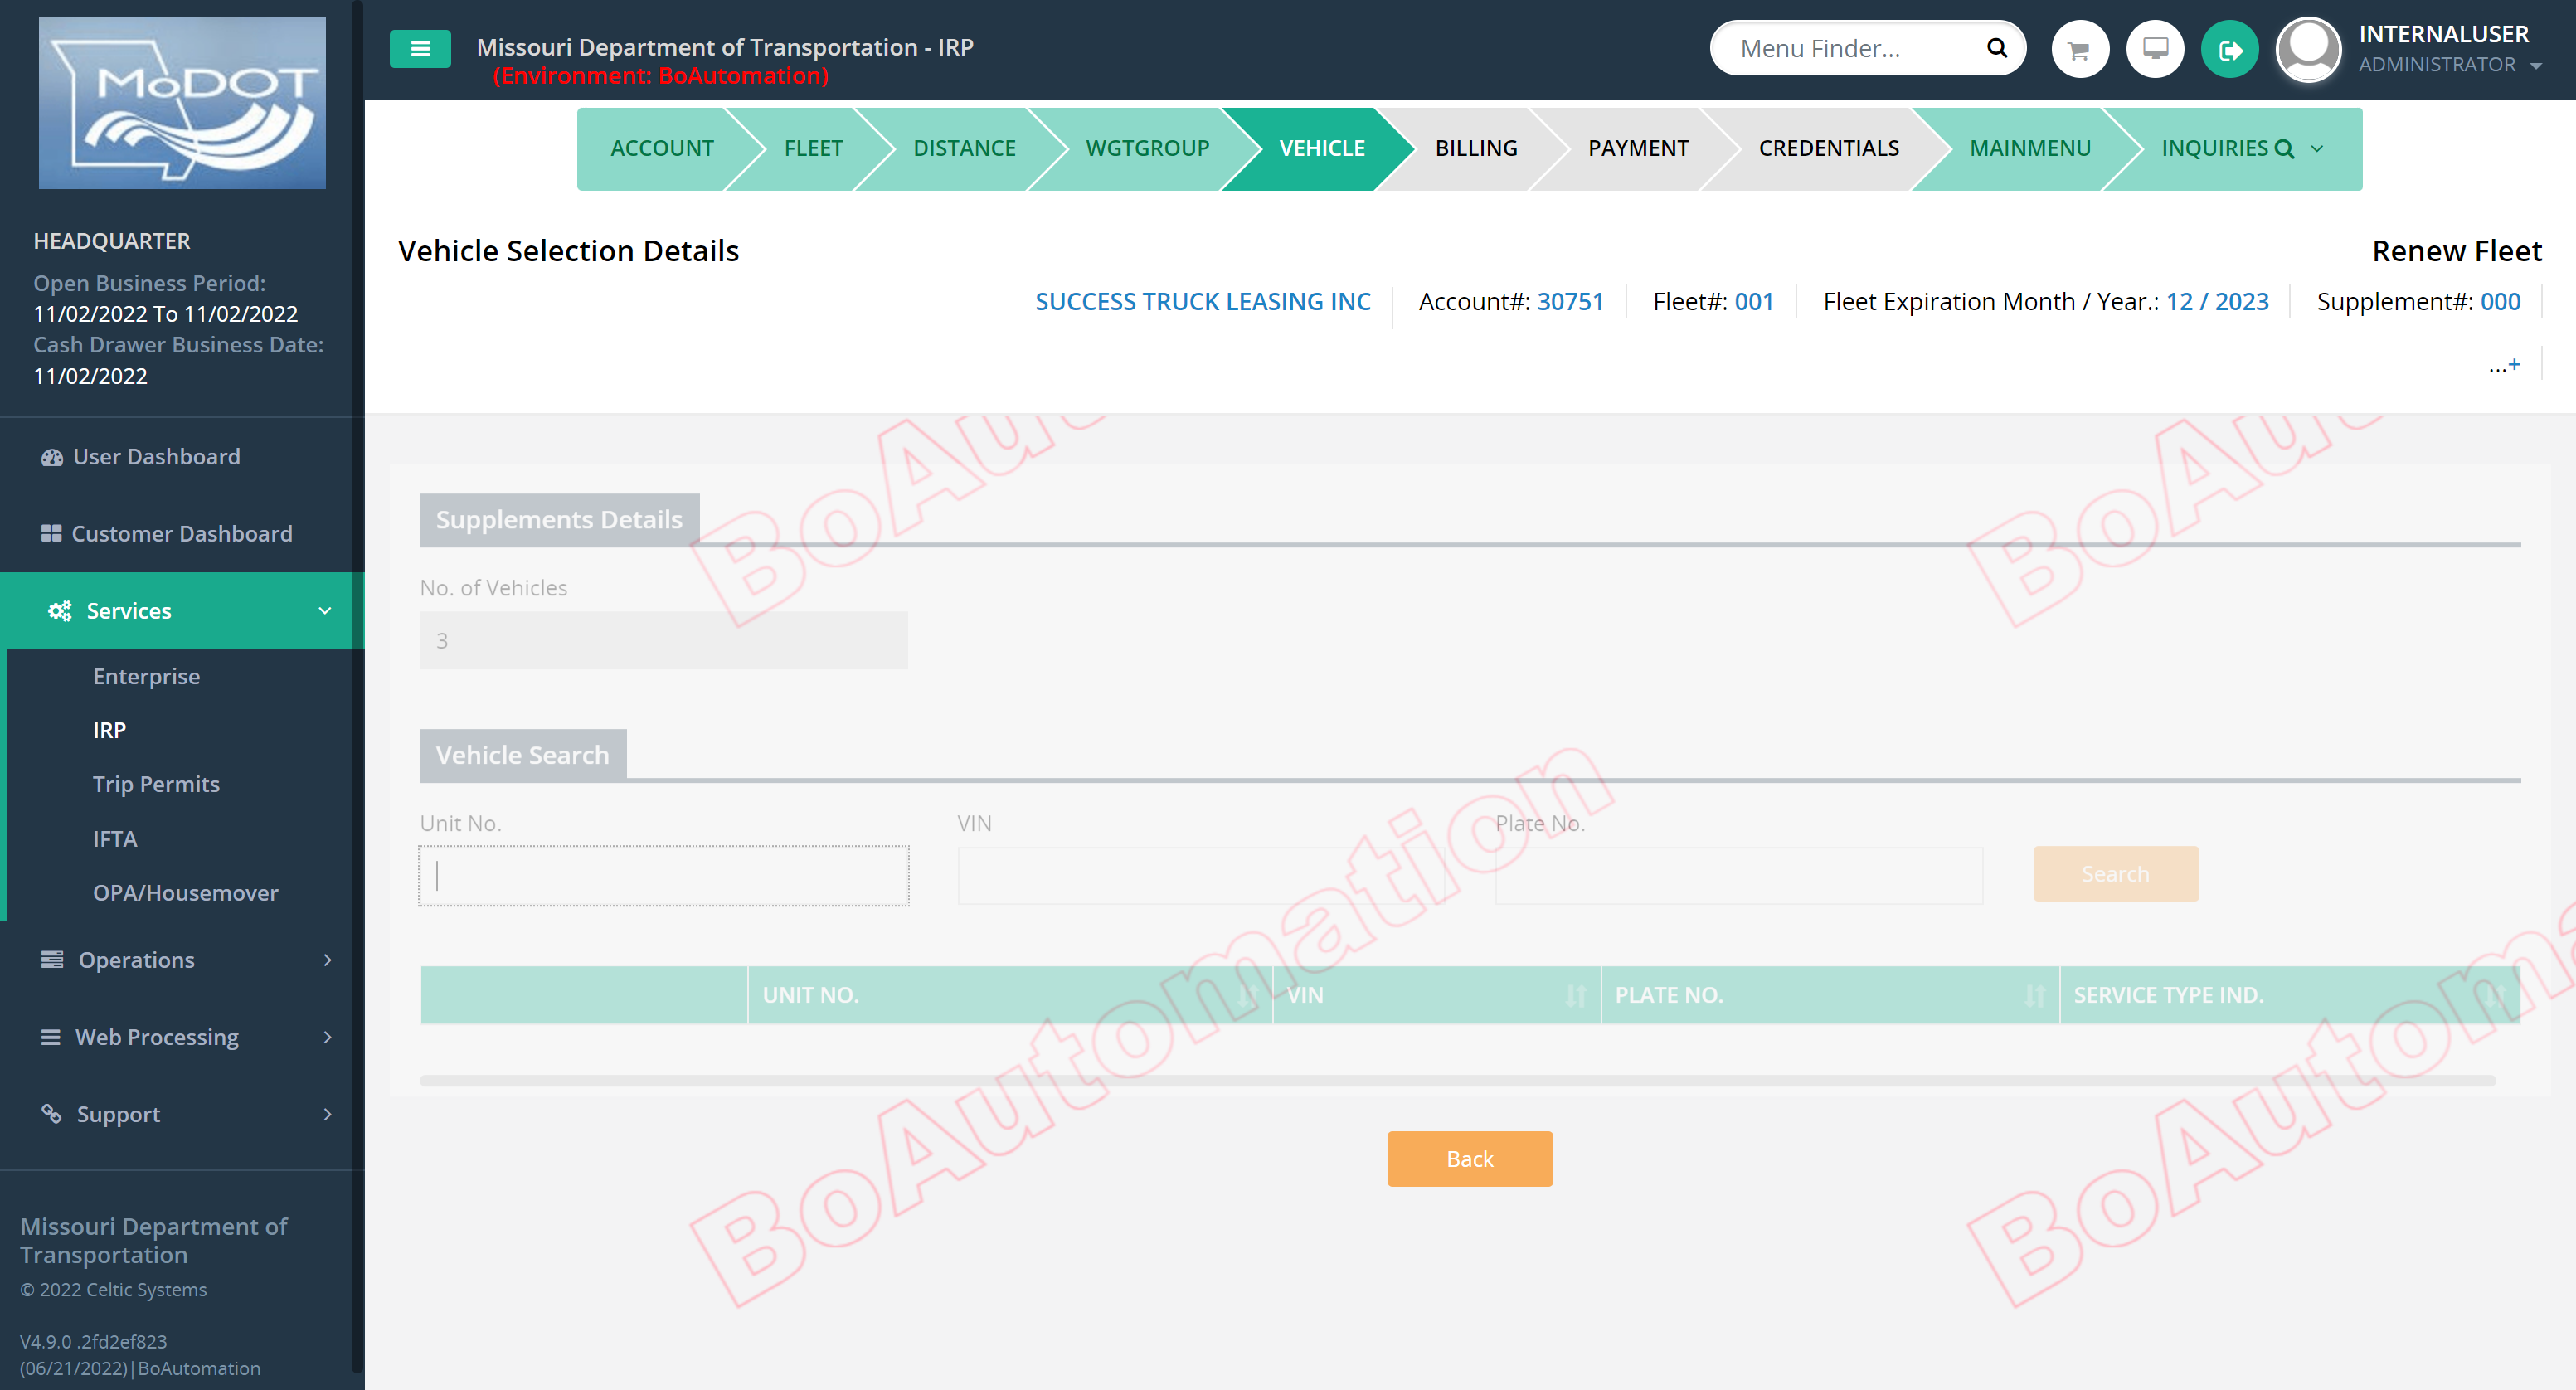 MoDOT
HEADQUARTER
Open Business Period:
11/02/2022 To 11/02/2022
Cash Drawer Business Date:
11/02/2022
User Dashboard
Customer Dashboard
Services
Enterprise
IRP
Trip Permits
IFTA
OPA/Housemover
Operations
Web Processing
Support
Missouri Department of
Transportation
© 2022 Celtic Systems
V4.9.0 .2fd2ef823
(06/21/2022)|BoAutomation
Missouri Department of Transportation - IRP
(Environment: BoAutomation)
Menu Finder...
INTERNALUSER
ADMINISTRATOR
ACCOUNT FLEET DISTANCE WGTGROUP VEHICLE BILLING PAYMENT CREDENTIALS MAINMENU INQUIRIES
Vehicle Selection Details
Renew Fleet
SUCCESS TRUCK LEASING INC Account#: 30751 Fleet#: 001 Fleet Expiration Month / Year.: 12 / 2023 Supplement#: 000
...+
Supplements Details
No. of Vehicles
3
Vehicle Search
Unit No. VIN Plate No.
Search
UNIT NO. VIN PLATE NO. SERVICE TYPE IND.
Back
BoAu
BoAu
BoAutomation
BoAutoma